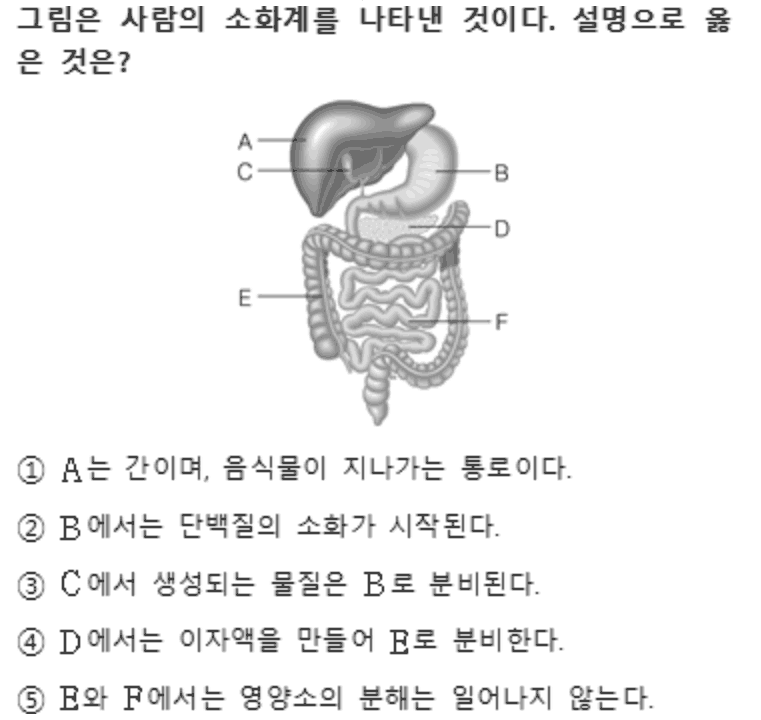 그림은 사람의 소화계를 나타낸 것이다. 설명으로 옳
은 것은?
A
C
B
D
E
F
① A는 간이며, 음식물이 지나가는 통로이다.
② B에서는 단백질의 소화가 시작된다.
③ C에서 생성되는 물질은 B로 분비된다.
④ D에서는 이자액을 만들어 E로 분비한다.
⑤ E와 F에서는 영양소의 분해는 일어나지 않는다.